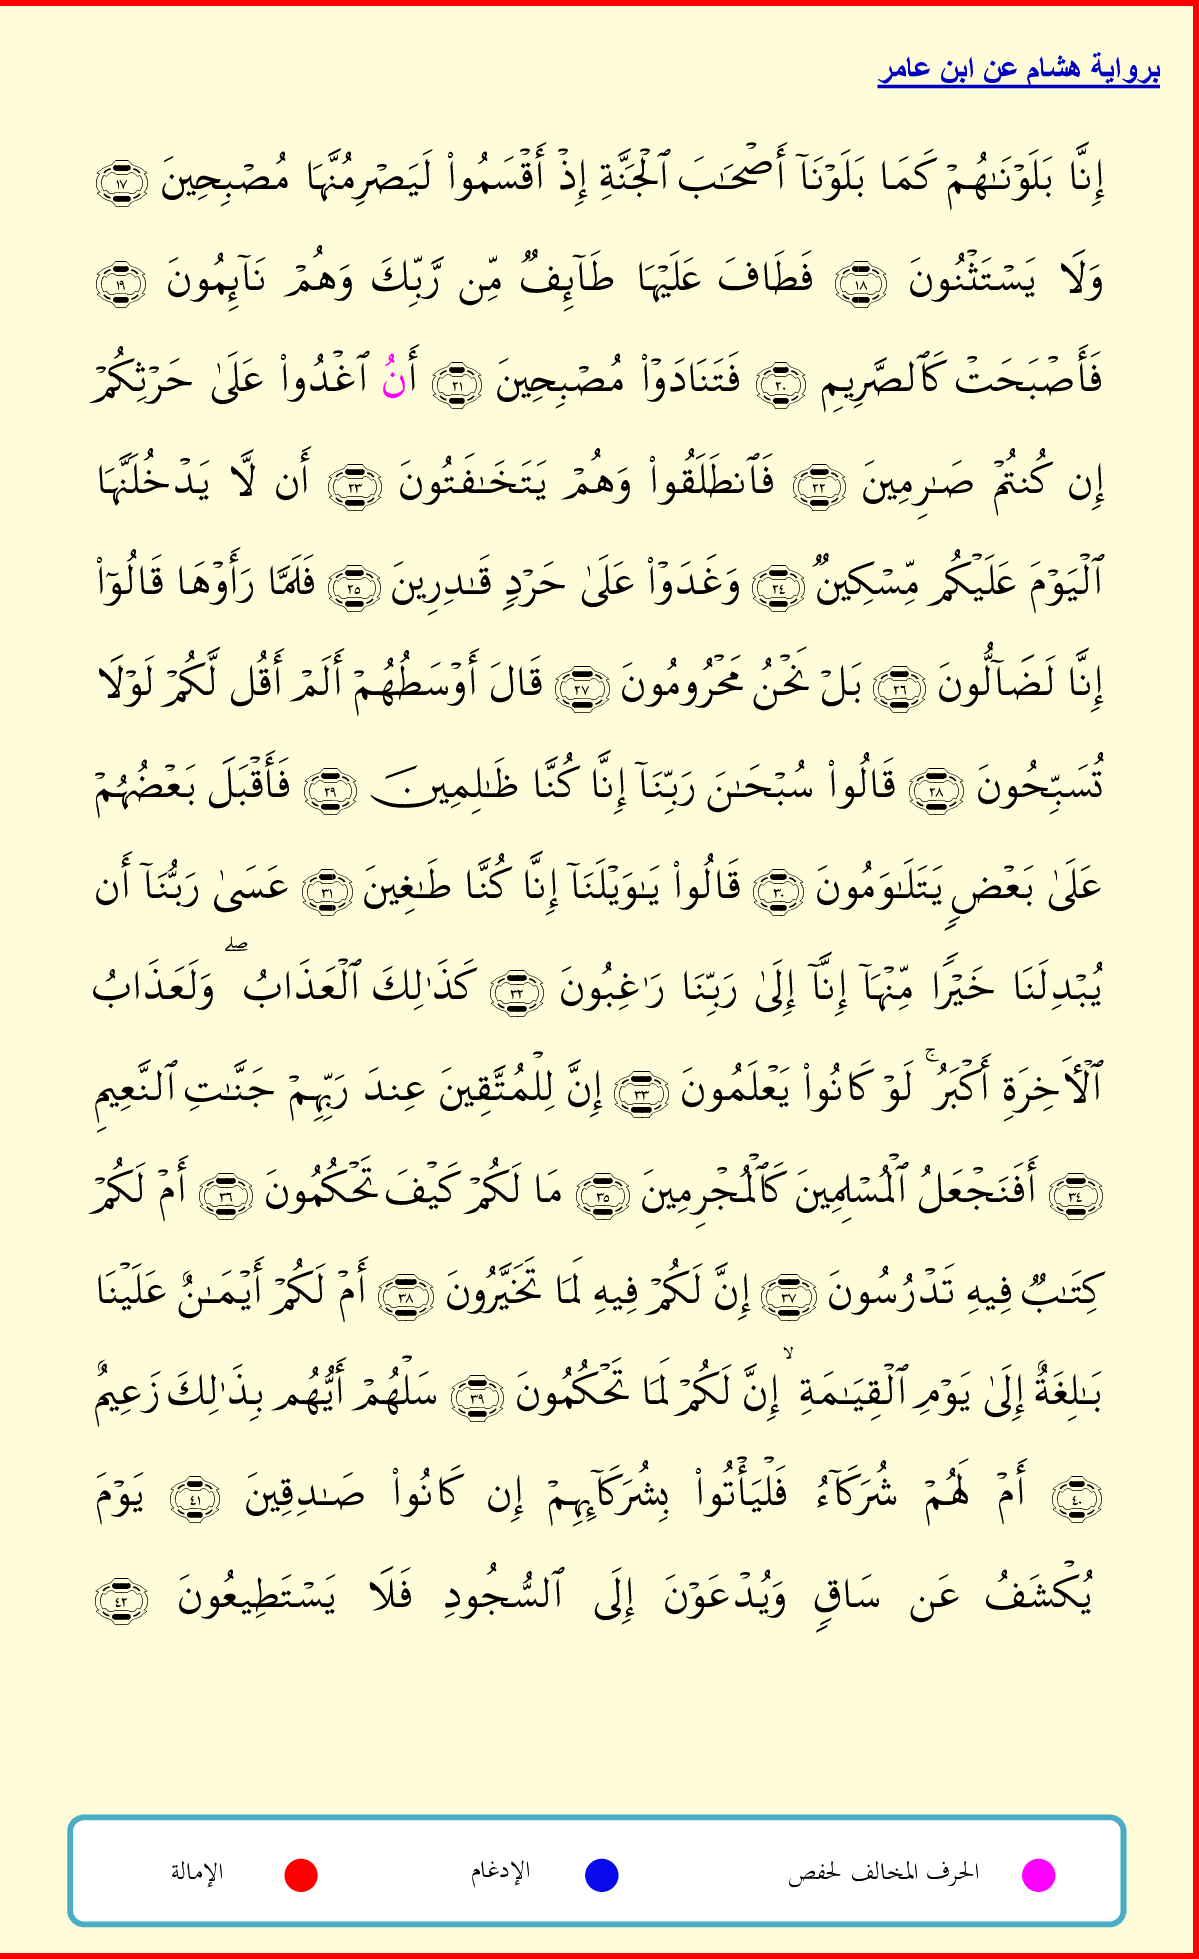 برواية هشام عن ابن عامر
إِنَّا بَلَوْنَـٰهُمْ كَمَا بَلَوْنَآ أَصْحَـٰبَ ٱلْجَنَّةِ إِذْ أَقْسَمُوا۟ لَيَصْرِمُنَّهَا مُصْبِحِينَ ١٧
وَلَا يَسْتَثْنُونَ ١٨ فَطَافَ عَلَيْهَا طَآئِفٌ مِّن رَّبِّكَ وَهُمْ نَآئِمُونَ ١٩
فَأَصْبَحَتْ كَٱلصَّرِيمِ ٢٠ فَتَنَادَوْا۟ مُصْبِحِينَ ٢١ أَنُ ٱغْدُوا۟ عَلَىٰ حَرْثِكُمْ
إِن كُنتُمْ صَـٰرِمِينَ ٢٢ فَٱنطَلَقُوا۟ وَهُمْ يَتَخَـٰفَتُونَ ٢٣ أَن لَّا يَدْخُلَنَّهَا
ٱلْيَوْمَ عَلَيْكُم مِّسْكِينٌ ٢٤ وَغَدَوْا۟ عَلَىٰ حَرْدٍ قَـٰدِرِينَ ٢٥ فَلَمَّا رَأَوْهَا قَالُوٓا۟
إِنَّا لَضَآلُّونَ ٢٦ بَلْ نَحْنُ مَحْرُومُونَ ٢٧ قَالَ أَوْسَطُهُمْ أَلَمْ أَقُل لَّكُمْ لَوْلَا
تُسَبِّحُونَ ٢٨ قَالُوا۟ سُبْحَـٰنَ رَبِّنَآ إِنَّا كُنَّا ظَـٰلِمِينَ ٢٩ فَأَقْبَلَ بَعْضُهُمْ
عَلَىٰ بَعْضٍ يَتَلَـٰوَمُونَ ٣٠ قَالُوا۟ يَـٰوَيْلَنَآ إِنَّا كُنَّا طَـٰغِينَ ٣١ عَسَىٰ رَبُّنَآ أَن
يُبْدِلَنَا خَيْرًا مِّنْهَآ إِنَّآ إِلَىٰ رَبِّنَا رَٰغِبُونَ ٣٢ كَذَٰلِكَ ٱلْعَذَابُ ۖ وَلَعَذَابُ
ٱلْـَٔاخِرَةِ أَكْبَرُ ۚ لَوْ كَانُوا۟ يَعْلَمُونَ ٣٣ إِنَّ لِلْمُتَّقِينَ عِندَ رَبِّهِمْ جَنَّـٰتِ ٱلنَّعِيمِ
٣٤ أَفَنَجْعَلُ ٱلْمُسْلِمِينَ كَٱلْمُجْرِمِينَ ٣٥ مَا لَكُمْ كَيْفَ تَحْكُمُونَ ٣٦ أَمْ لَكُمْ
كِتَـٰبٌ فِيهِ تَدْرُسُونَ ٣٧ إِنَّ لَكُمْ فِيهِ لَمَا تَخَيَّرُونَ ٣٨ أَمْ لَكُمْ أَيْمَـٰنٌ عَلَيْنَا
بَـٰلِغَةٌ إِلَىٰ يَوْمِ ٱلْقِيَـٰمَةِ ۙ إِنَّ لَكُمْ لَمَا تَحْكُمُونَ ٣٩ سَلْهُمْ أَيُّهُم بِذَٰلِكَ زَعِيمٌ
٤٠ أَمْ لَهُمْ شُرَكَآءُ فَلْيَأْتُوا۟ بِشُرَكَآئِهِمْ إِن كَانُوا۟ صَـٰدِقِينَ ٤١ يَوْمَ
يُكْشَفُ عَن سَاقٍ وَيُدْعَوْنَ إِلَى ٱلسُّجُودِ فَلَا يَسْتَطِيعُونَ ٤٢
الحرف المخالف لحفص الإدغام الإمالة